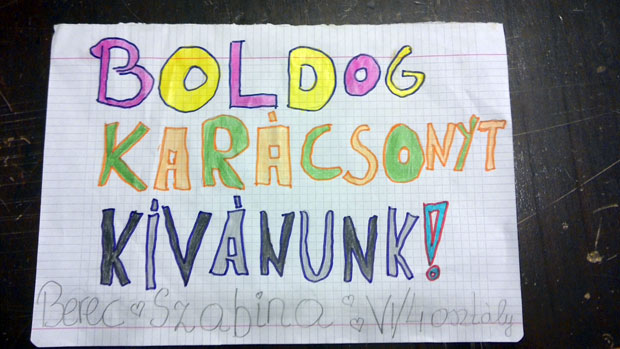 BOLDOG
KARÁCSONYT
KÍVÁNUNK!
Berec Szabina VI/4 osztály